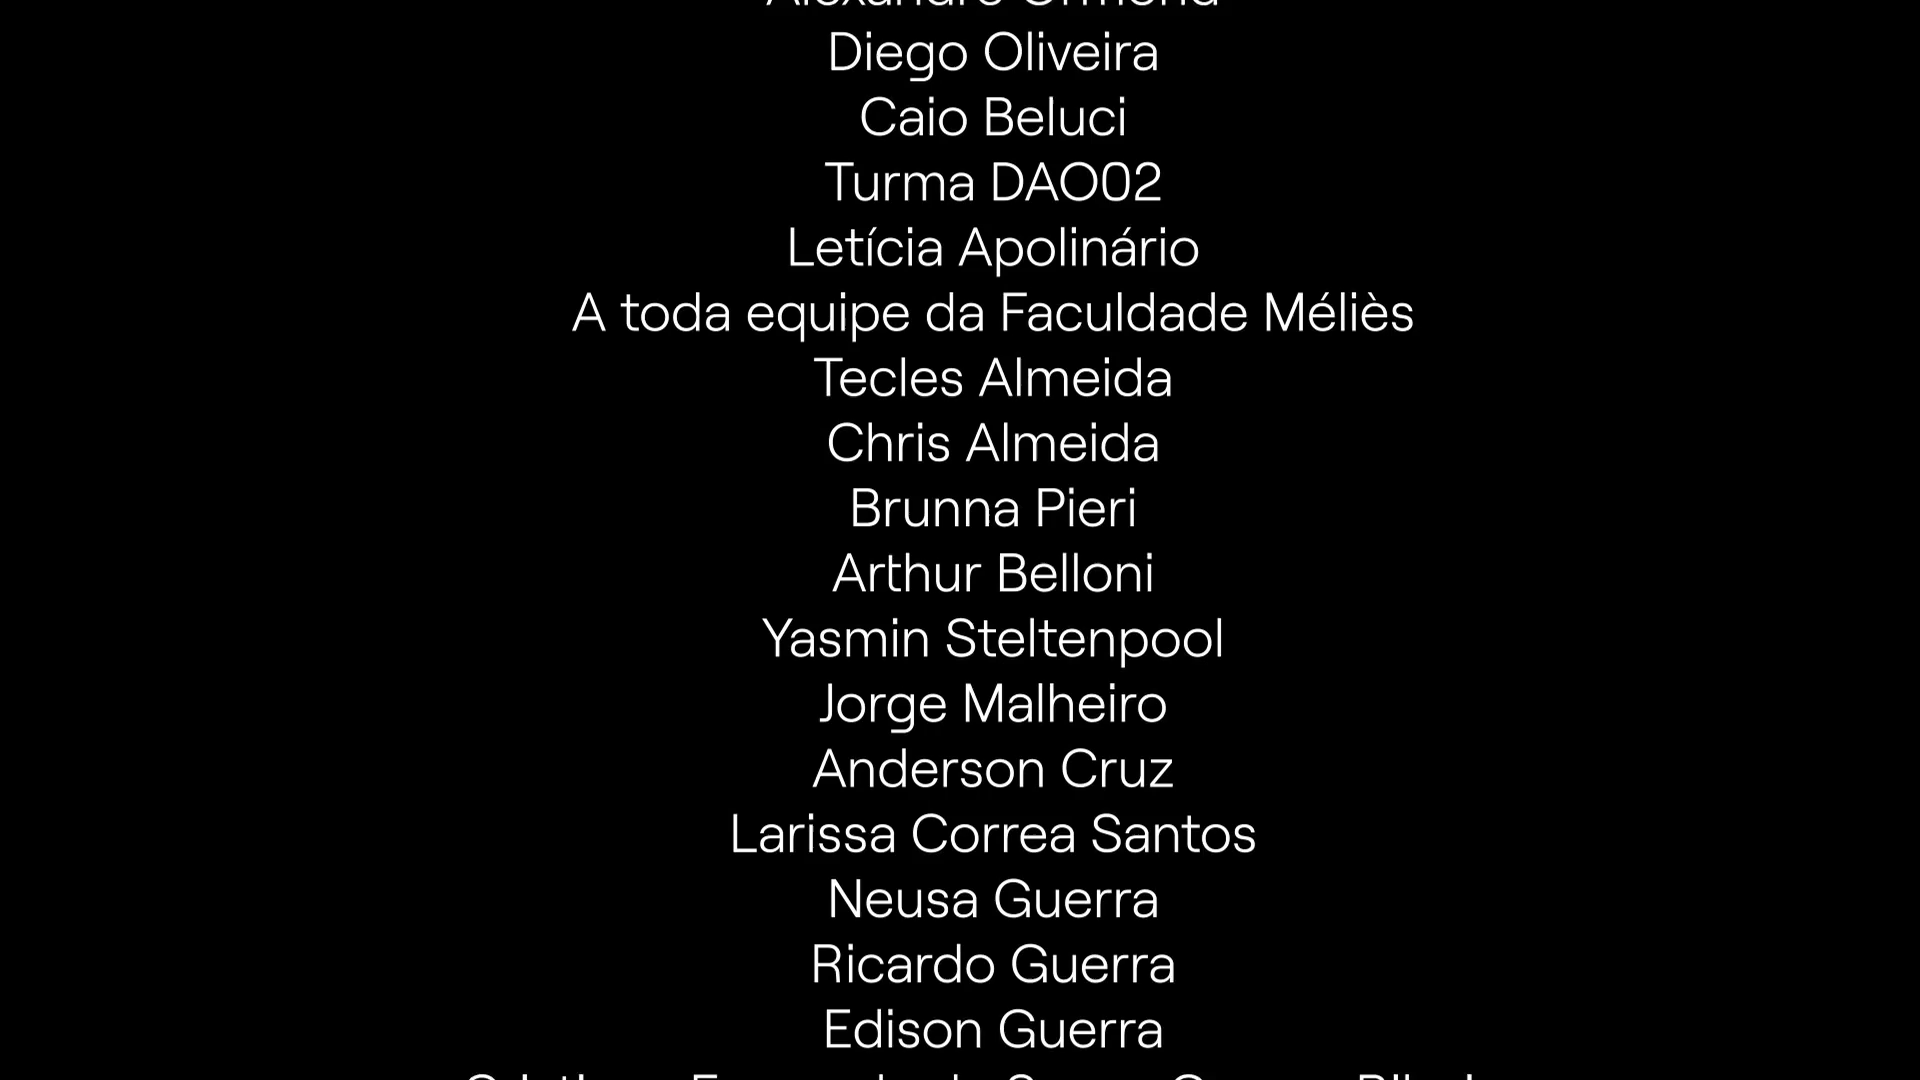 Diego Oliveira
Caio Beluci
Turma DAO02
Letícia Apolinário
A toda equipe da Faculdade Méliès
Tecles Almeida
Chris Almeida
Brunna Pieri
Arthur Belloni
Yasmin Steltenpool
Jorge Malheiro
Anderson Cruz
Larissa Correa Santos
Neusa Guerra
Ricardo Guerra
Edison Guerra